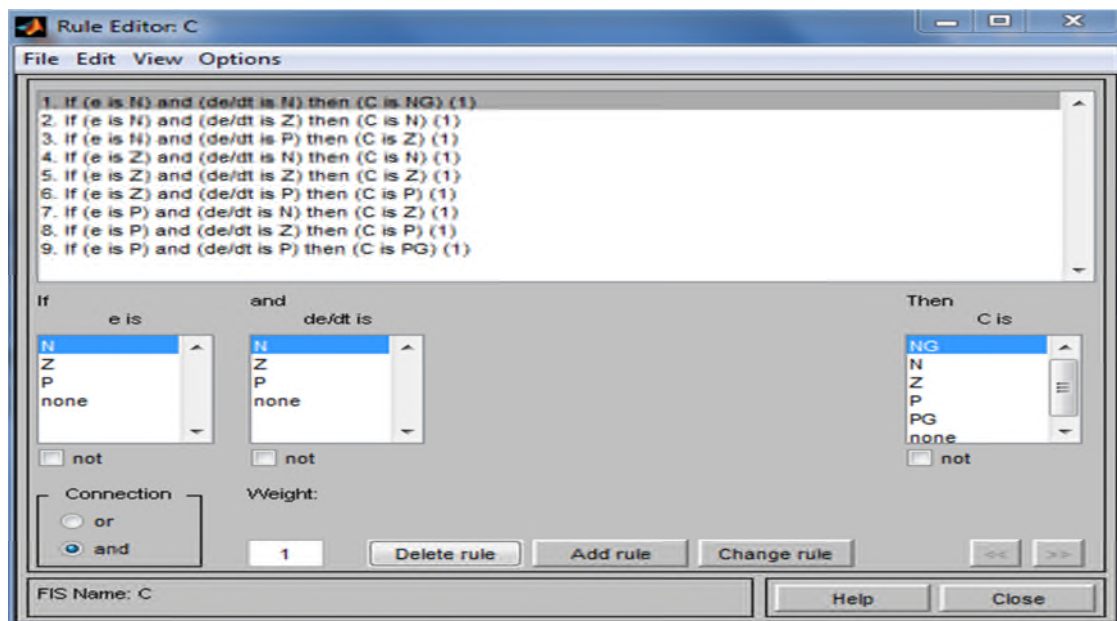 Rule Editor: C
File Edit View Options
1. If (e is N) and (de/dt is N) then (C is NG) (1)
2. If (e is N) and (de/dt is Z) then (C is N) (1)
3. If (e is N) and (de/dt is P) then (C is Z) (1)
4. If (e is Z) and (de/dt is N) then (C is N) (1)
5. If (e is Z) and (de/dt is Z) then (C is Z) (1)
6. If (e is Z) and (de/dt is P) then (C is P) (1)
7. If (e is P) and (de/dt is N) then (C is Z) (1)
8. If (e is P) and (de/dt is Z) then (C is P) (1)
9. If (e is P) and (de/dt is P) then (C is PG) (1)
If
e is
N
Z
P
none
not
and
de/dt is
N
Z
P
none
not
Then
C is
NG
N
Z
P
PG
none
not
Connection
or
and
Weight:
1
Delete rule
Add rule
Change rule
<<
>>
FIS Name: C
Help
Close